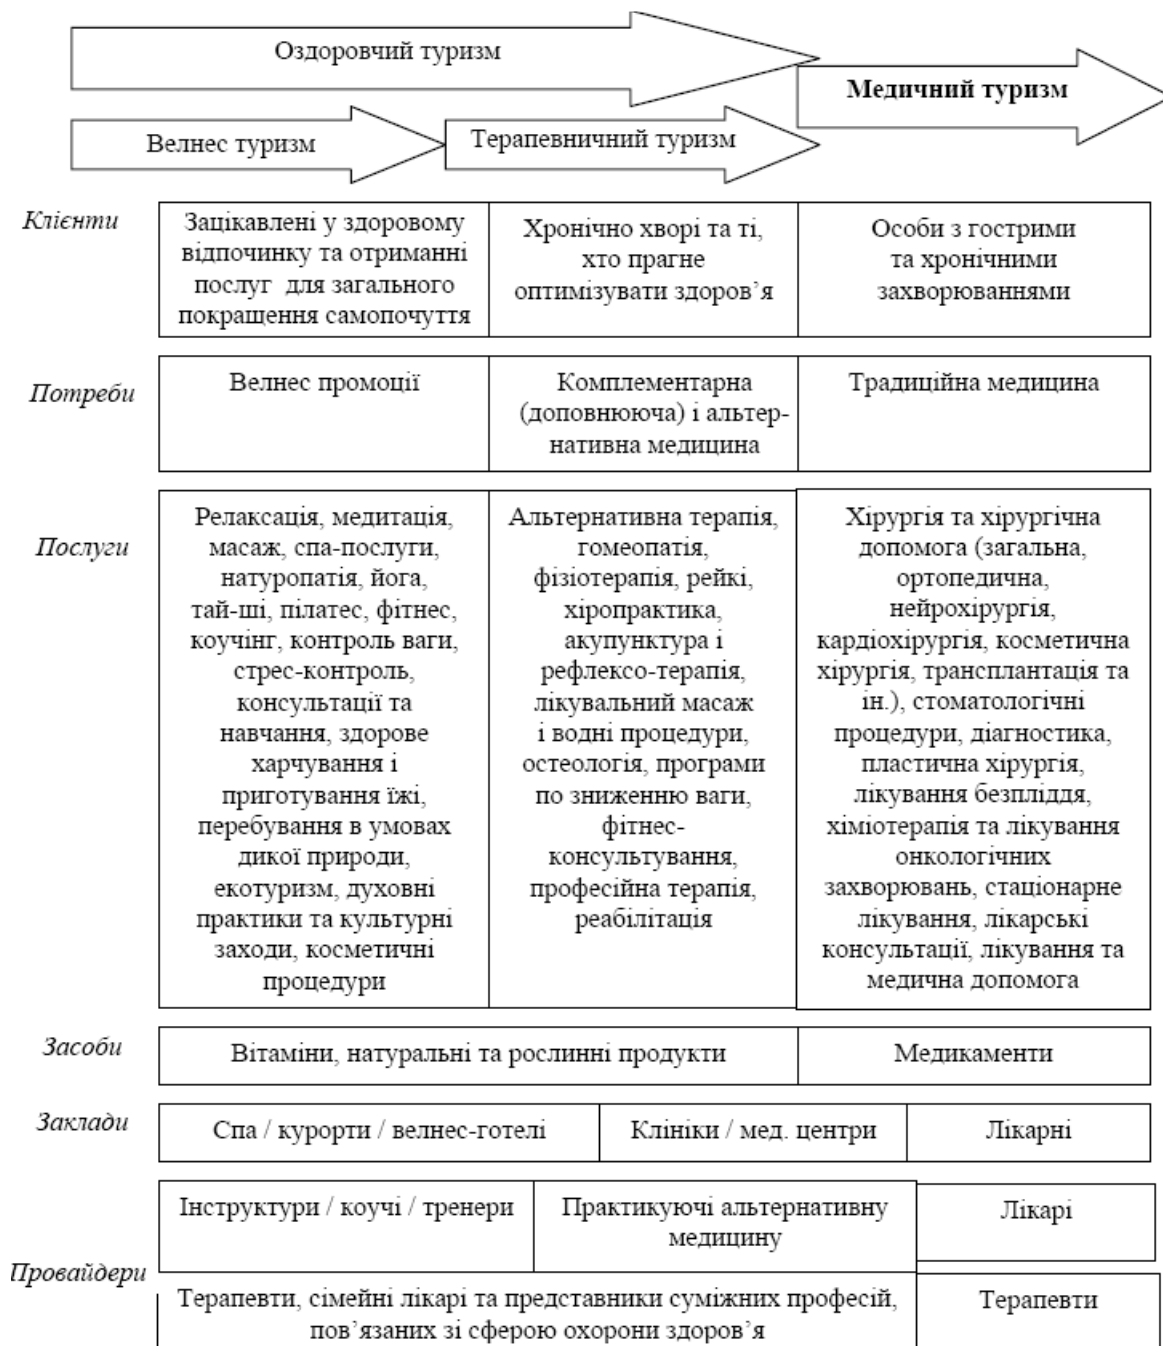 Оздоровчий туризм
Медичний туризм
Велнес туризм
Терапевничний туризм
Клієнти
Зацікавлені у здоровому
відпочинку та отриманні
послуг для загального
покращення самопочуття
Хронічно хворі та ті,
хто прагне
оптимізувати здоров’я
Особи з гострими
та хронічними
захворюваннями
Потреби
Велнес промоції
Комплементарна
(доповнююча) і альтер-
нативна медицина
Традиційна медицина
Послуги
Релаксація, медитація,
масаж, спа-послуги,
натуропатія, йога,
тай-ші, пілатес, фітнес,
коучінг, контроль ваги,
стрес-контроль,
консультації та
навчання, здорове
харчування і
приготування їжі,
перебування в умовах
дикої природи,
екотуризм, духовні
практики та культурні
заходи, косметичні
процедури
Альтернативна терапія,
гомеопатія,
фізіотерапія, рейкі,
хіропрактика,
акупунктура і
рефлексо-терапія,
лікувальний масаж
і водні процедури,
остеологія, програми
по зниженню ваги,
фітнес-
консультування,
професійна терапія,
реабілітація
Хірургія та хірургічна
допомога (загальна,
ортопедична,
нейрохірургія,
кардіохірургія, косметична
хірургія, трансплантація та
ін.), стоматологічні
процедури, діагностика,
пластична хірургія,
лікування безпліддя,
хіміотерапія та лікування
онкологічних
захворювань, стаціонарне
лікування, лікарські
консультації, лікування та
медична допомога
Засоби
Вітаміни, натуральні та рослинні продукти
Медикаменти
Заклади
Спа / курорти / велнес-готелі
Клініки / мед. центри
Лікарні
Провайдери
Інструктури / коучі / тренери
Практикуючі альтернативну
медицину
Лікарі
Терапевти, сімейні лікарі та представники суміжних професій,
пов’язаних зі сферою охорони здоров’я
Терапевти